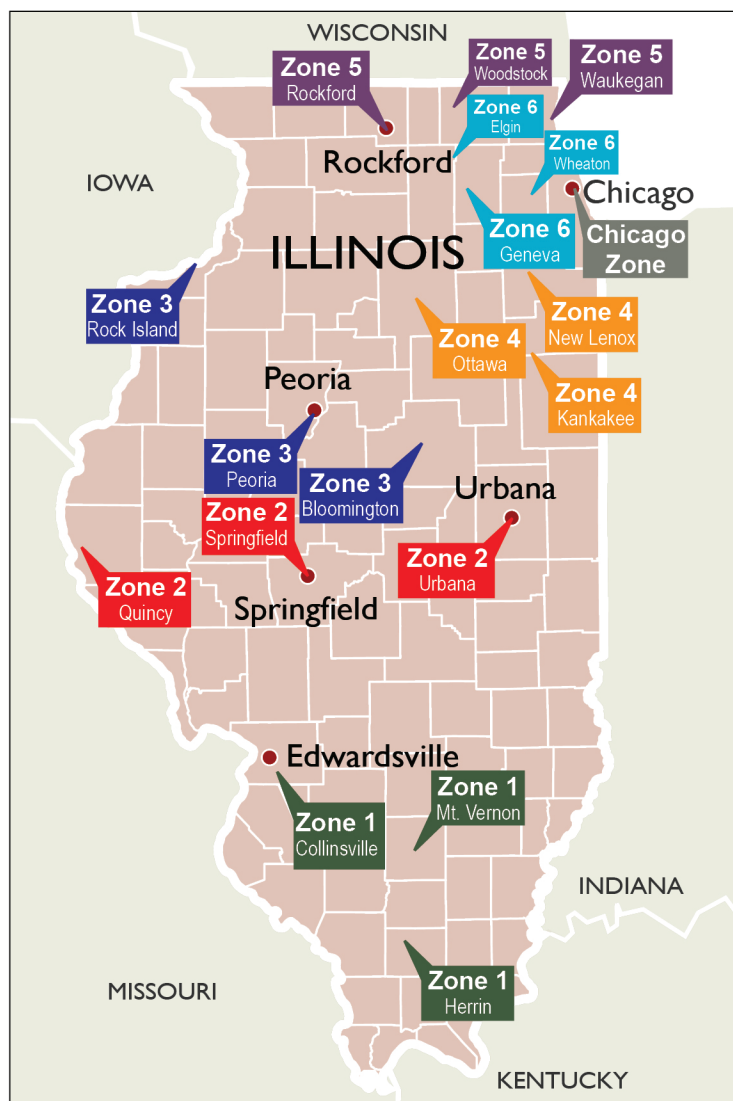 WISCONSIN
Zone 5
Rockford
Zone 5
Woodstock
Zone 5
Waukegan
Zone 6
Elgin
Zone 6
Wheaton
Rockford
IOWA
Chicago
Zone 6
Geneva
Chicago
Zone
ILLINOIS
Zone 3
Rock Island
Zone 4
Ottawa
Zone 4
New Lenox
Peoria
Zone 4
Kankakee
Zone 3
Peoria
Zone 3
Bloomington
Urbana
Zone 2
Springfield
Zone 2
Urbana
Zone 2
Quincy
Springfield
Edwardsville
Zone 1
Mt. Vernon
Zone 1
Collinsville
INDIANA
Zone 1
Herrin
MISSOURI
KENTUCKY